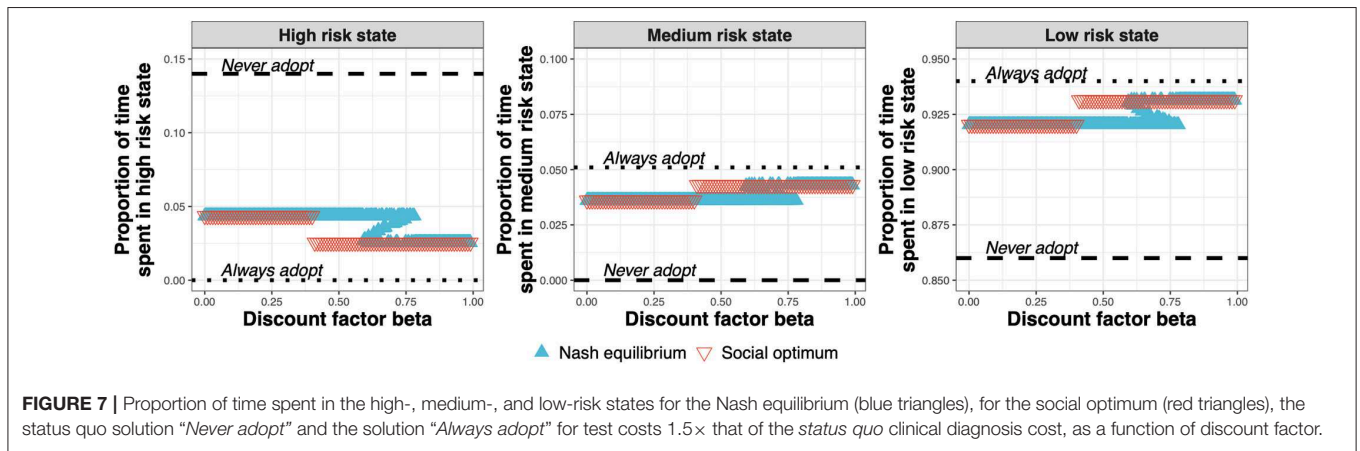 High risk state
Proportion of time
spent in high risk state
0.15
0.10
0.05
0.00
Never adopt
Always adopt
0.00 0.25 0.50 0.75 1.00
Discount factor beta
Medium risk state
Proportion of time
spent in medium risk state
0.100
0.075
0.050
0.025
0.000
Always adopt
Never adopt
0.00 0.25 0.50 0.75 1.00
Discount factor beta
Low risk state
Proportion of time
spent in low risk state
0.950
0.925
0.900
0.875
0.850
Always adopt
Never adopt
0.00 0.25 0.50 0.75 1.00
Discount factor beta
Nash equilibrium Social optimum
FIGURE 7 | Proportion of time spent in the high-, medium-, and low-risk states for the Nash equilibrium (blue triangles), for the social optimum (red triangles), the
status quo solution “Never adopt” and the solution “Always adopt” for test costs 1.5× that of the status quo clinical diagnosis cost, as a function of discount factor.